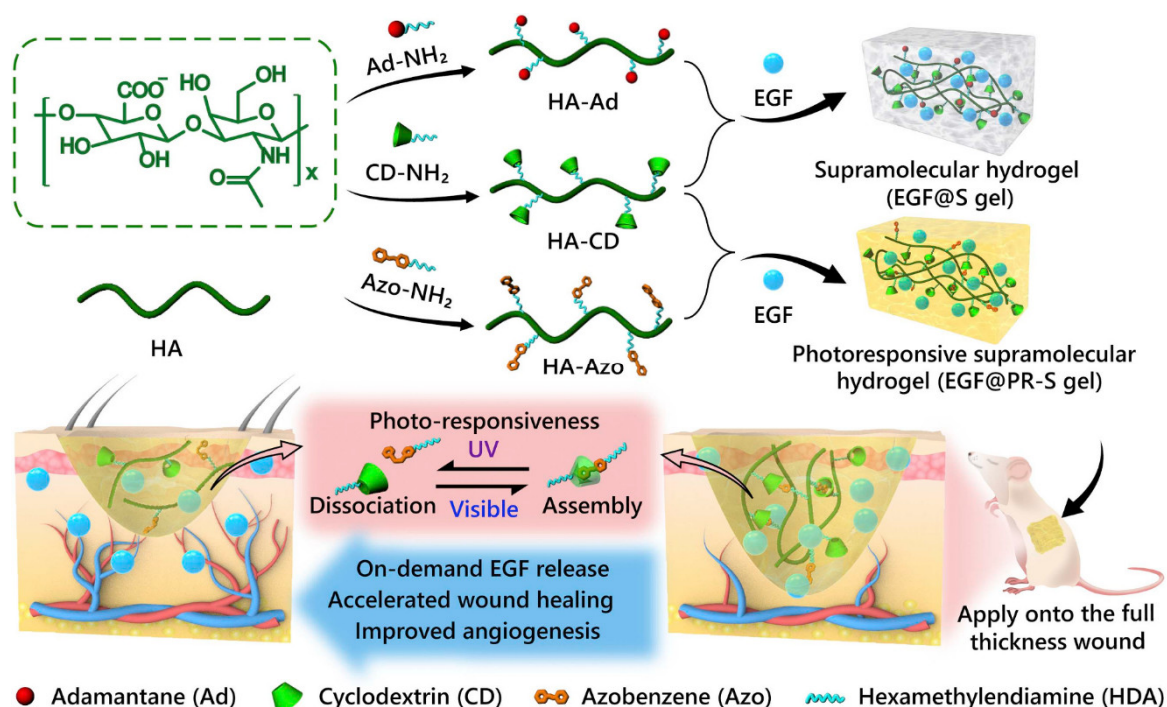 COO⁻
HO
OH
O
O
HO
OH
O
HO
O
NH
O
x
HA
Ad-NH₂
HA-Ad
CD-NH₂
HA-CD
Azo-NH₂
HA-Azo
EGF
Supramolecular hydrogel
(EGF@S gel)
EGF
Photoresponsive supramolecular
hydrogel (EGF@PR-S gel)
Photo-responsiveness
UV
Dissociation
Visible
Assembly
On-demand EGF release
Accelerated wound healing
Improved angiogenesis
Apply onto the full
thickness wound
Adamantane (Ad)
Cyclodextrin (CD)
Azobenzene (Azo)
Hexamethylendiamine (HDA)